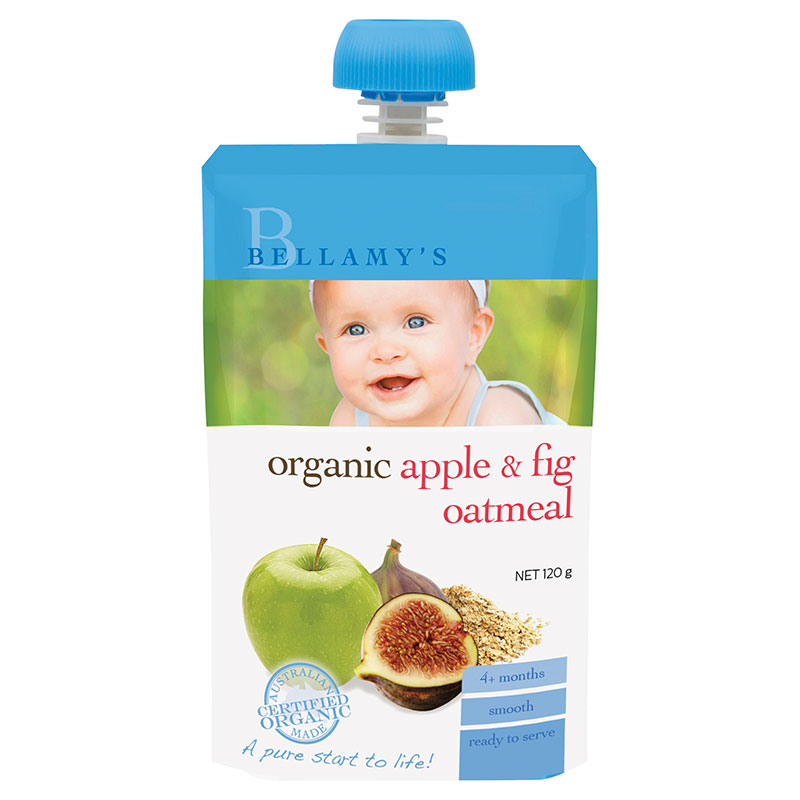 B
BELLAMY'S
organic apple & fig
oatmeal
NET 120 g
4+ months
smooth
ready to serve
AUSTRALIAN
CERTIFIED
ORGANIC
MADE
A pure start to life!